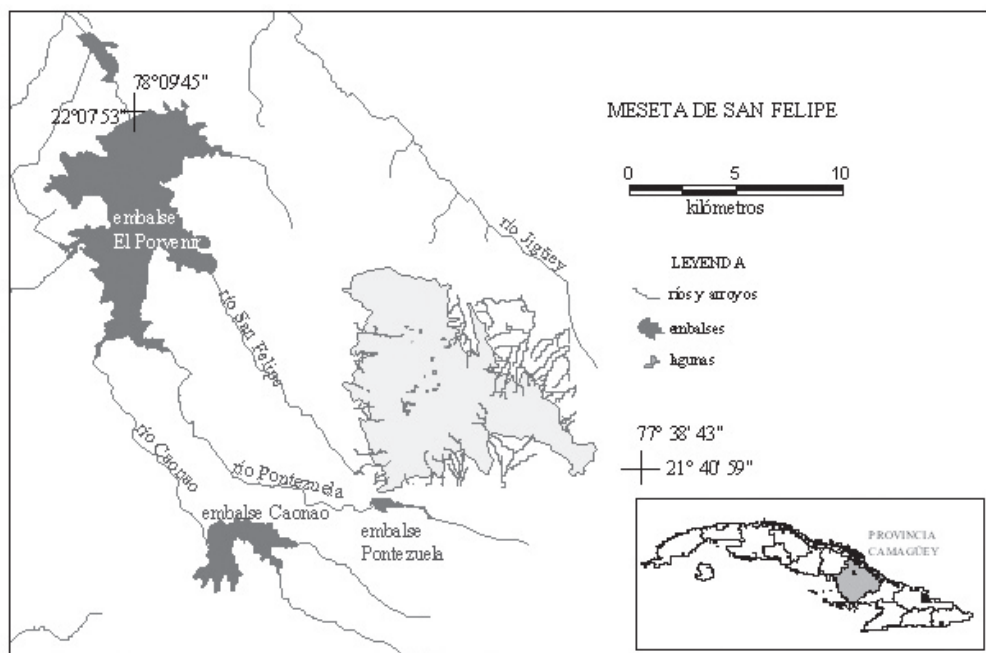 78°09'45"
22°07'53"
MESETA DE SAN FELIPE
0 5 10
kilómetros
embalse
El Porvenir
río Jigüey
LEYENDA
ríos y arroyos
embalses
lagunas
río San Felipe
77° 38' 43"
21° 40' 59"
río Caonao
río Pontezuela
embalse Caonao
embalse
Pontezuela
PROVINCIA
CAMAGÜEY